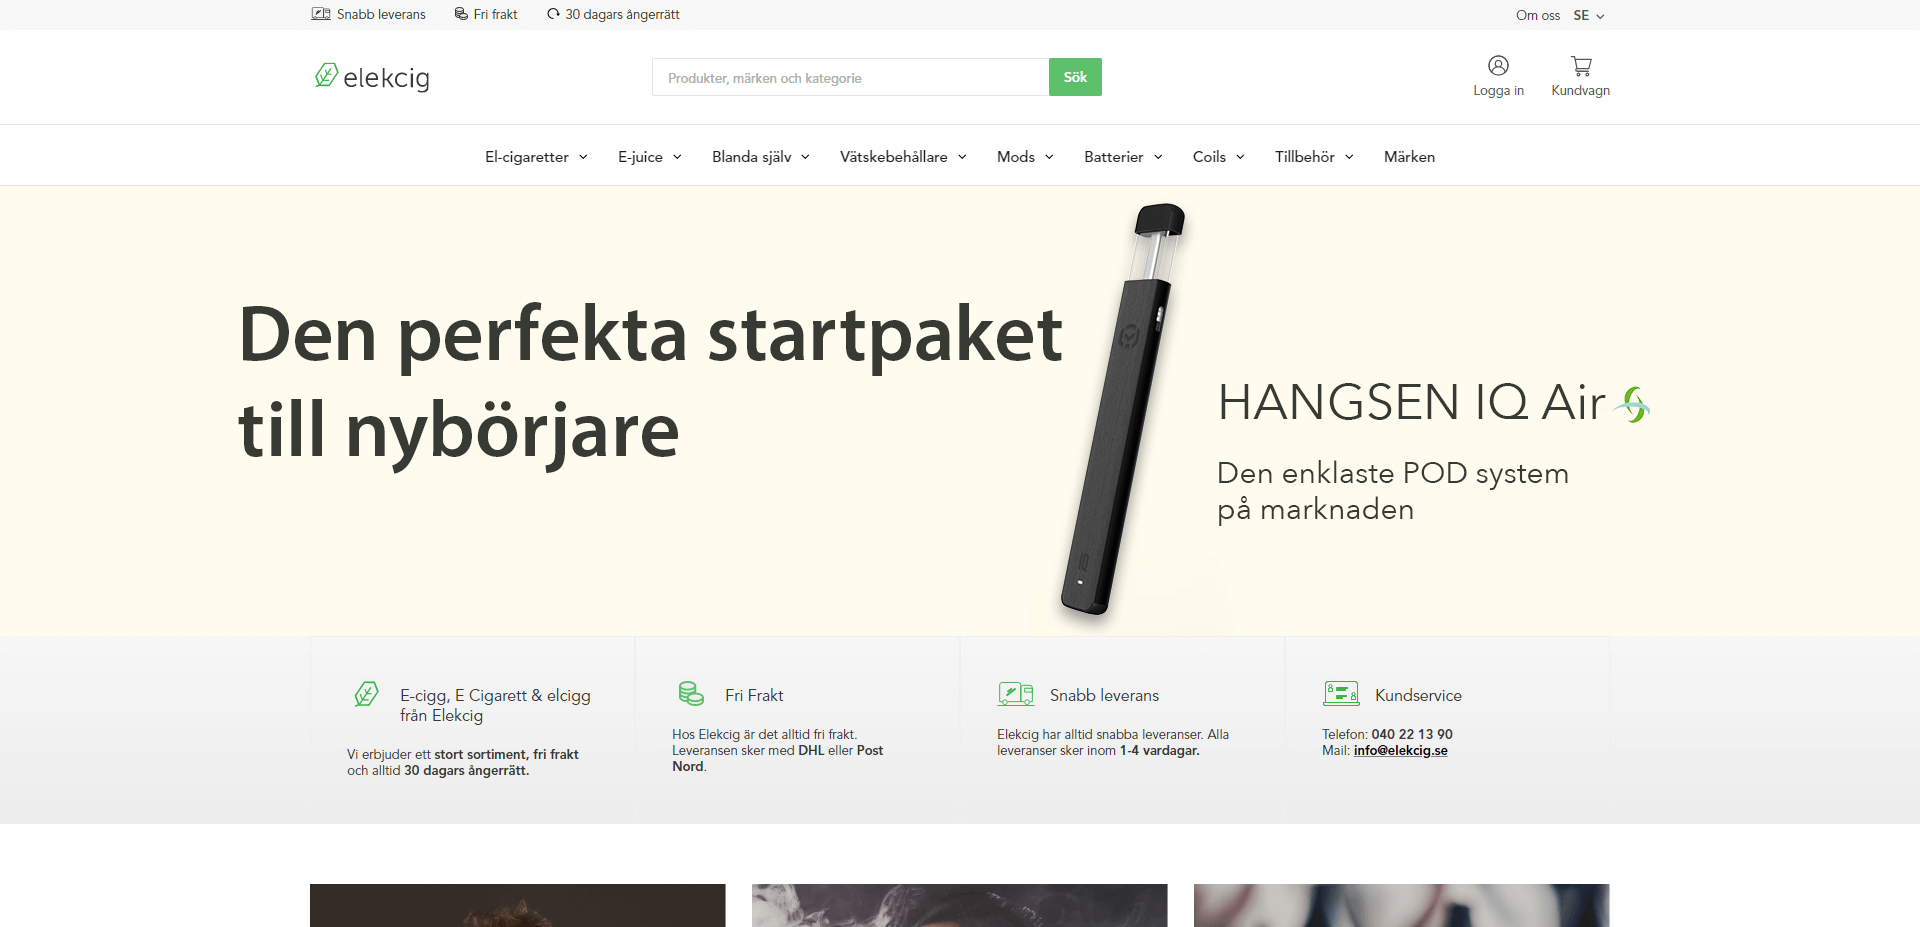 Snabb leverans
Fri frakt
30 dagars ångerrätt
Om oss
SE
elekcig
Produkter, märken och kategorie
Sök
Logga in
Kundvagn
El-cigaretter
E-juice
Blanda själv
Vätskebehållare
Mods
Batterier
Coils
Tillbehör
Märken
Den perfekta startpaket
till nybörjare
HANGSEN IQ Air
Den enklaste POD system
på marknaden
E-cigg, E Cigarett & elcigg
från Elekcig
Vi erbjuder ett stort sortiment, fri frakt
och alltid 30 dagars ångerrätt.
Fri Frakt
Hos Elekcig är det alltid fri frakt.
Leveransen sker med DHL eller Post
Nord.
Snabb leverans
Elekcig har alltid snabba leveranser. Alla
leveranser sker inom 1-4 vardagar.
Kundservice
Telefon: 040 22 13 90
Mail: info@elekcig.se